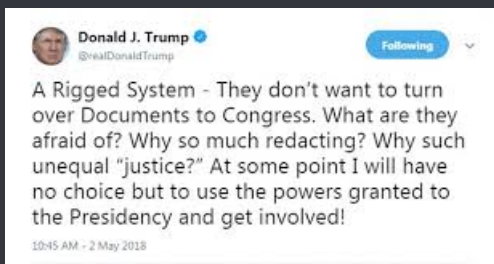 Donald J. Trump
@realDonaldTrump
Following
A Rigged System - They don't want to turn
over Documents to Congress. What are they
afraid of? Why so much redacting? Why such
unequal "justice?" At some point I will have
no choice but to use the powers granted to
the Presidency and get involved!
10:45 AM - 2 May 2018